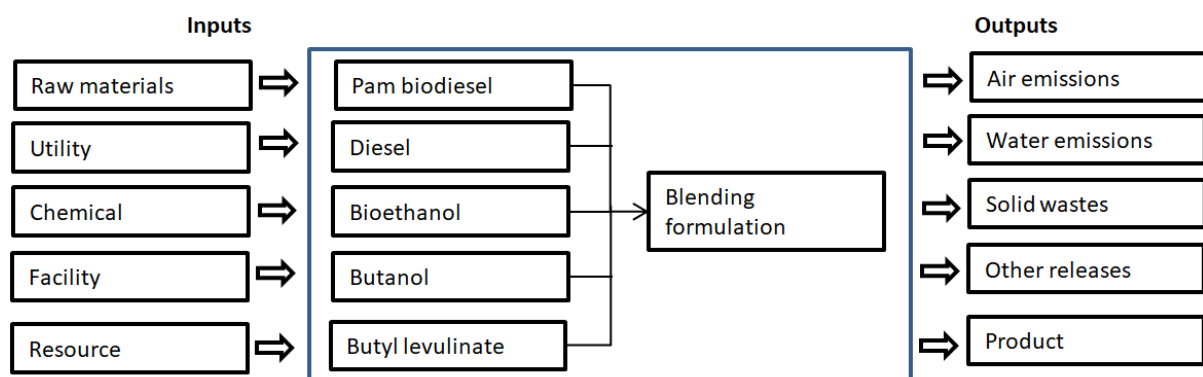 Inputs
Outputs
Raw materials
Pam biodiesel
Air emissions
Utility
Diesel
Water emissions
Chemical
Bioethanol
Blending
formulation
Solid wastes
Facility
Butanol
Other releases
Resource
Butyl levulinate
Product